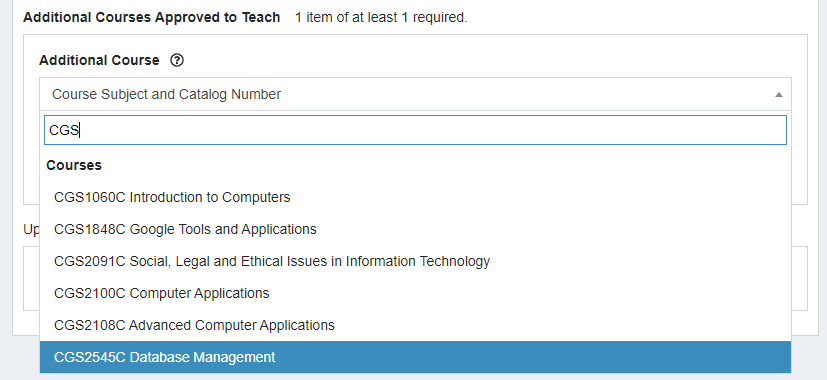 Additional Courses Approved to Teach 1 item of at least 1 required.
Additional Course ?
Course Subject and Catalog Number
CGS
Courses
CGS1060C Introduction to Computers
CGS1848C Google Tools and Applications
Up
CGS2091C Social, Legal and Ethical Issues in Information Technology
CGS2100C Computer Applications
CGS2108C Advanced Computer Applications
CGS2545C Database Management